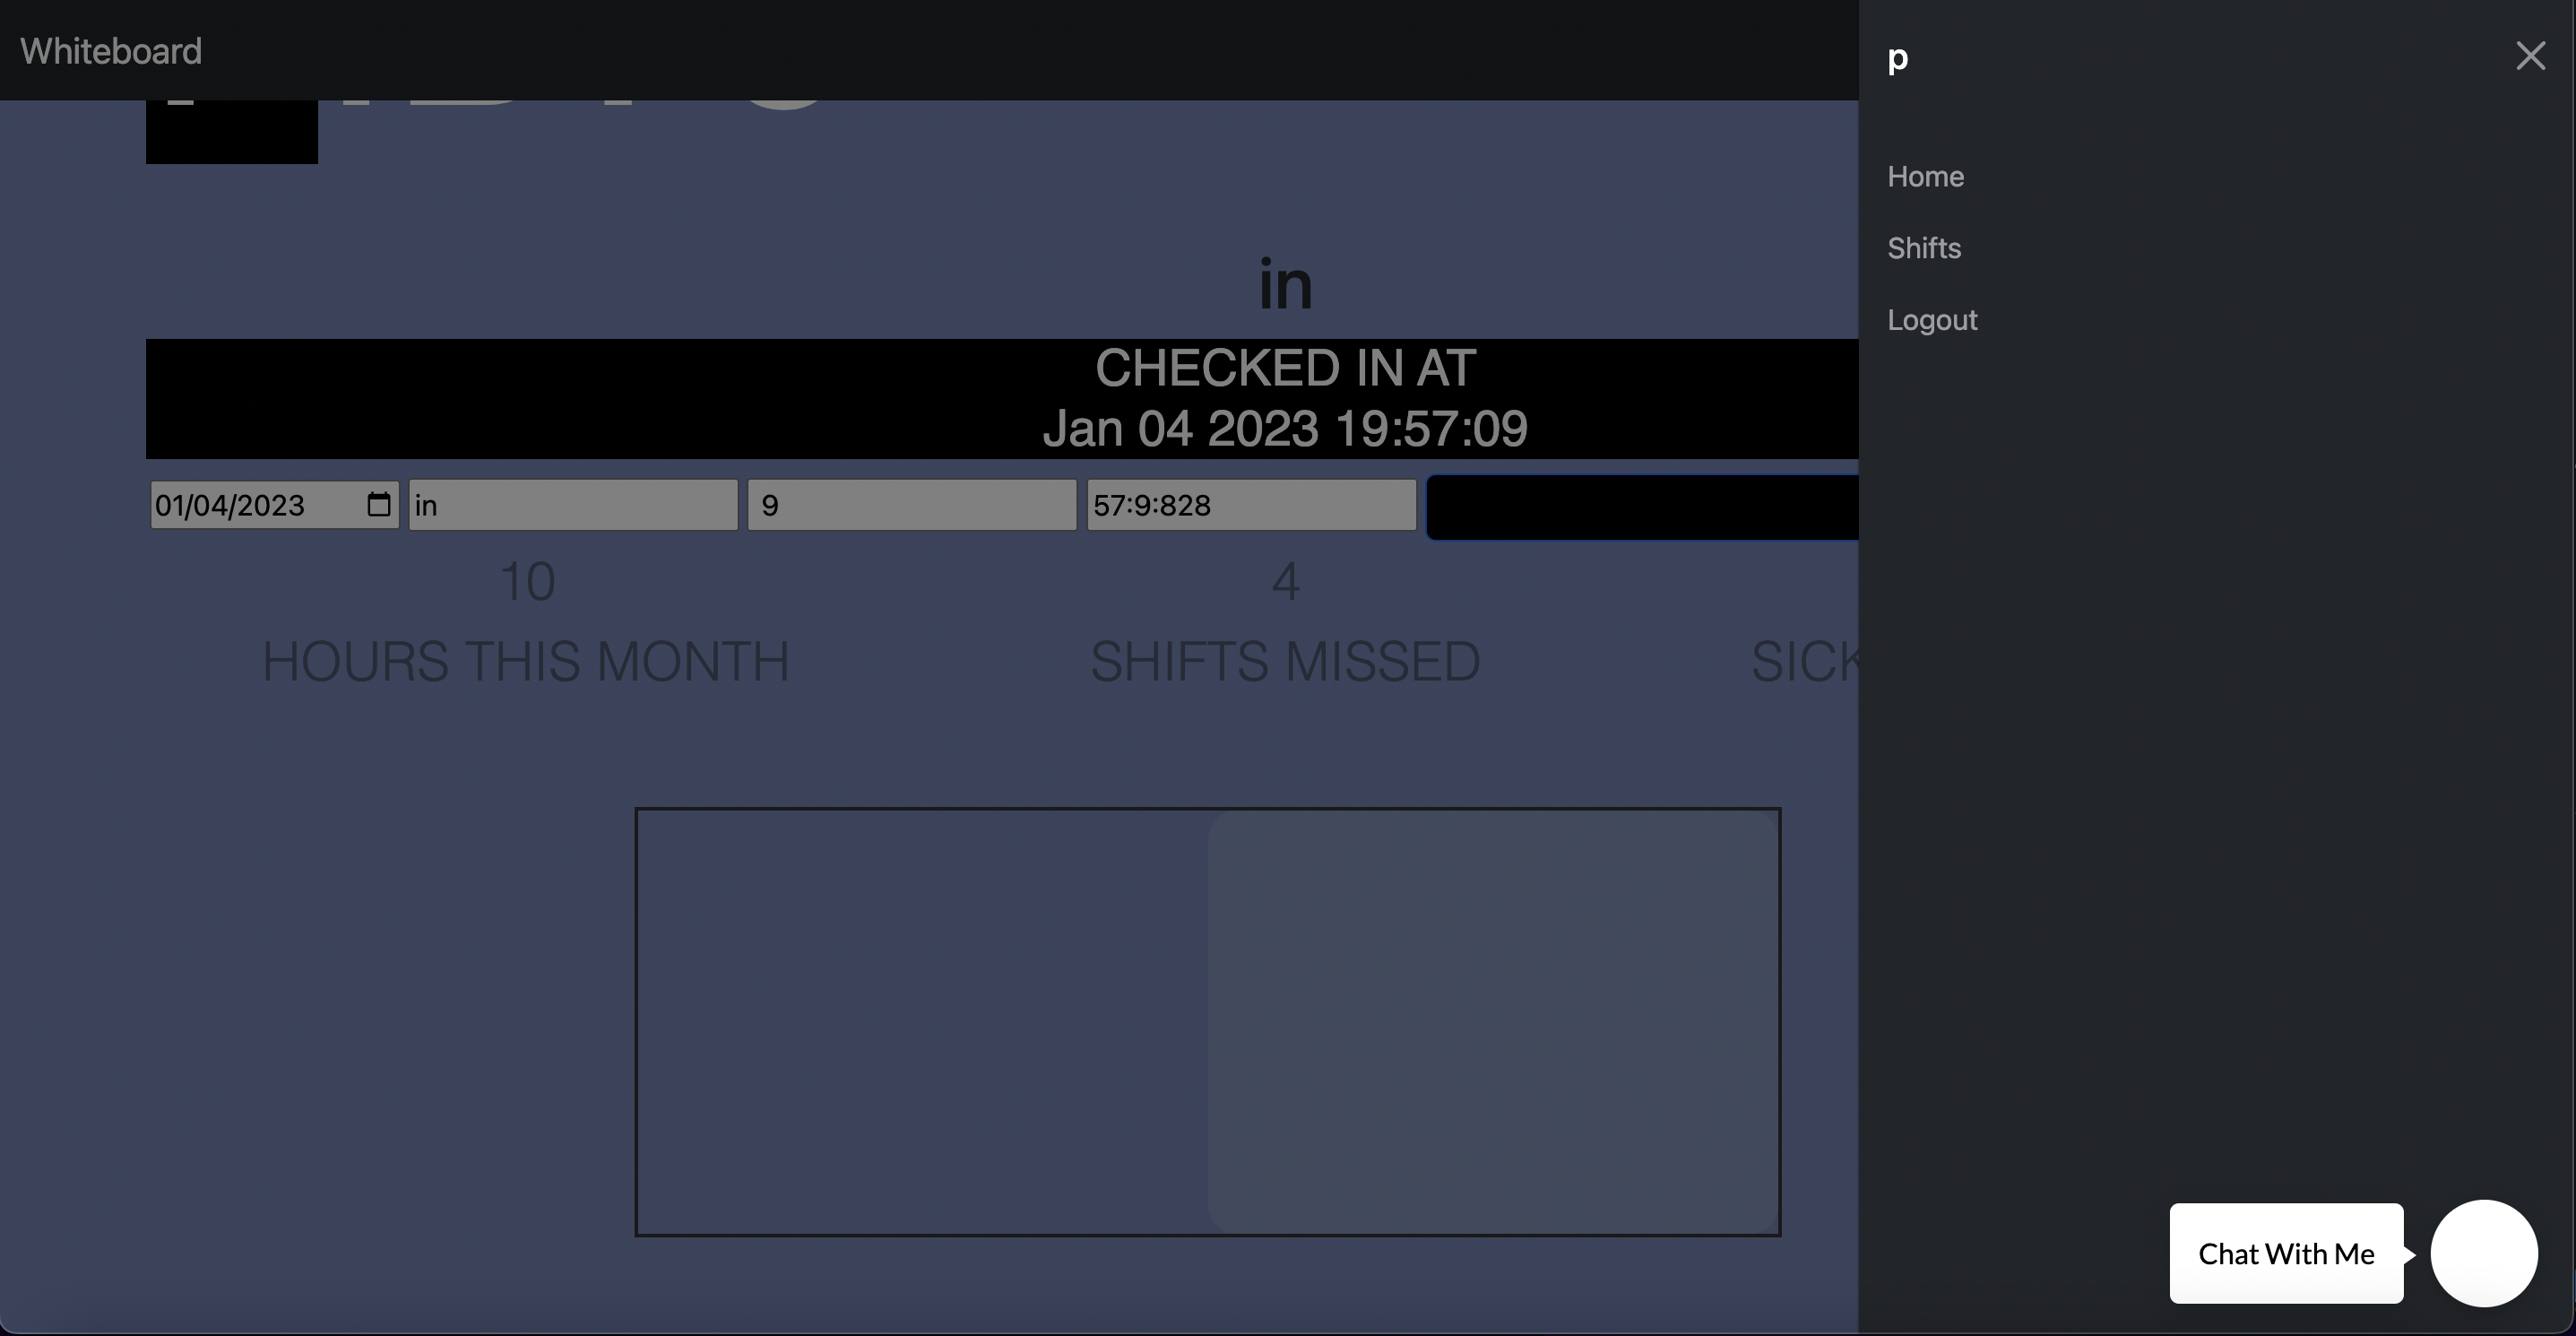 Whiteboard
p
Home
Shifts
Logout
in
CHECKED IN AT
Jan 04 2023 19:57:09
01/04/2023
in
9
57:9:828
10
4
HOURS THIS MONTH
SHIFTS MISSED
SICK
Chat With Me